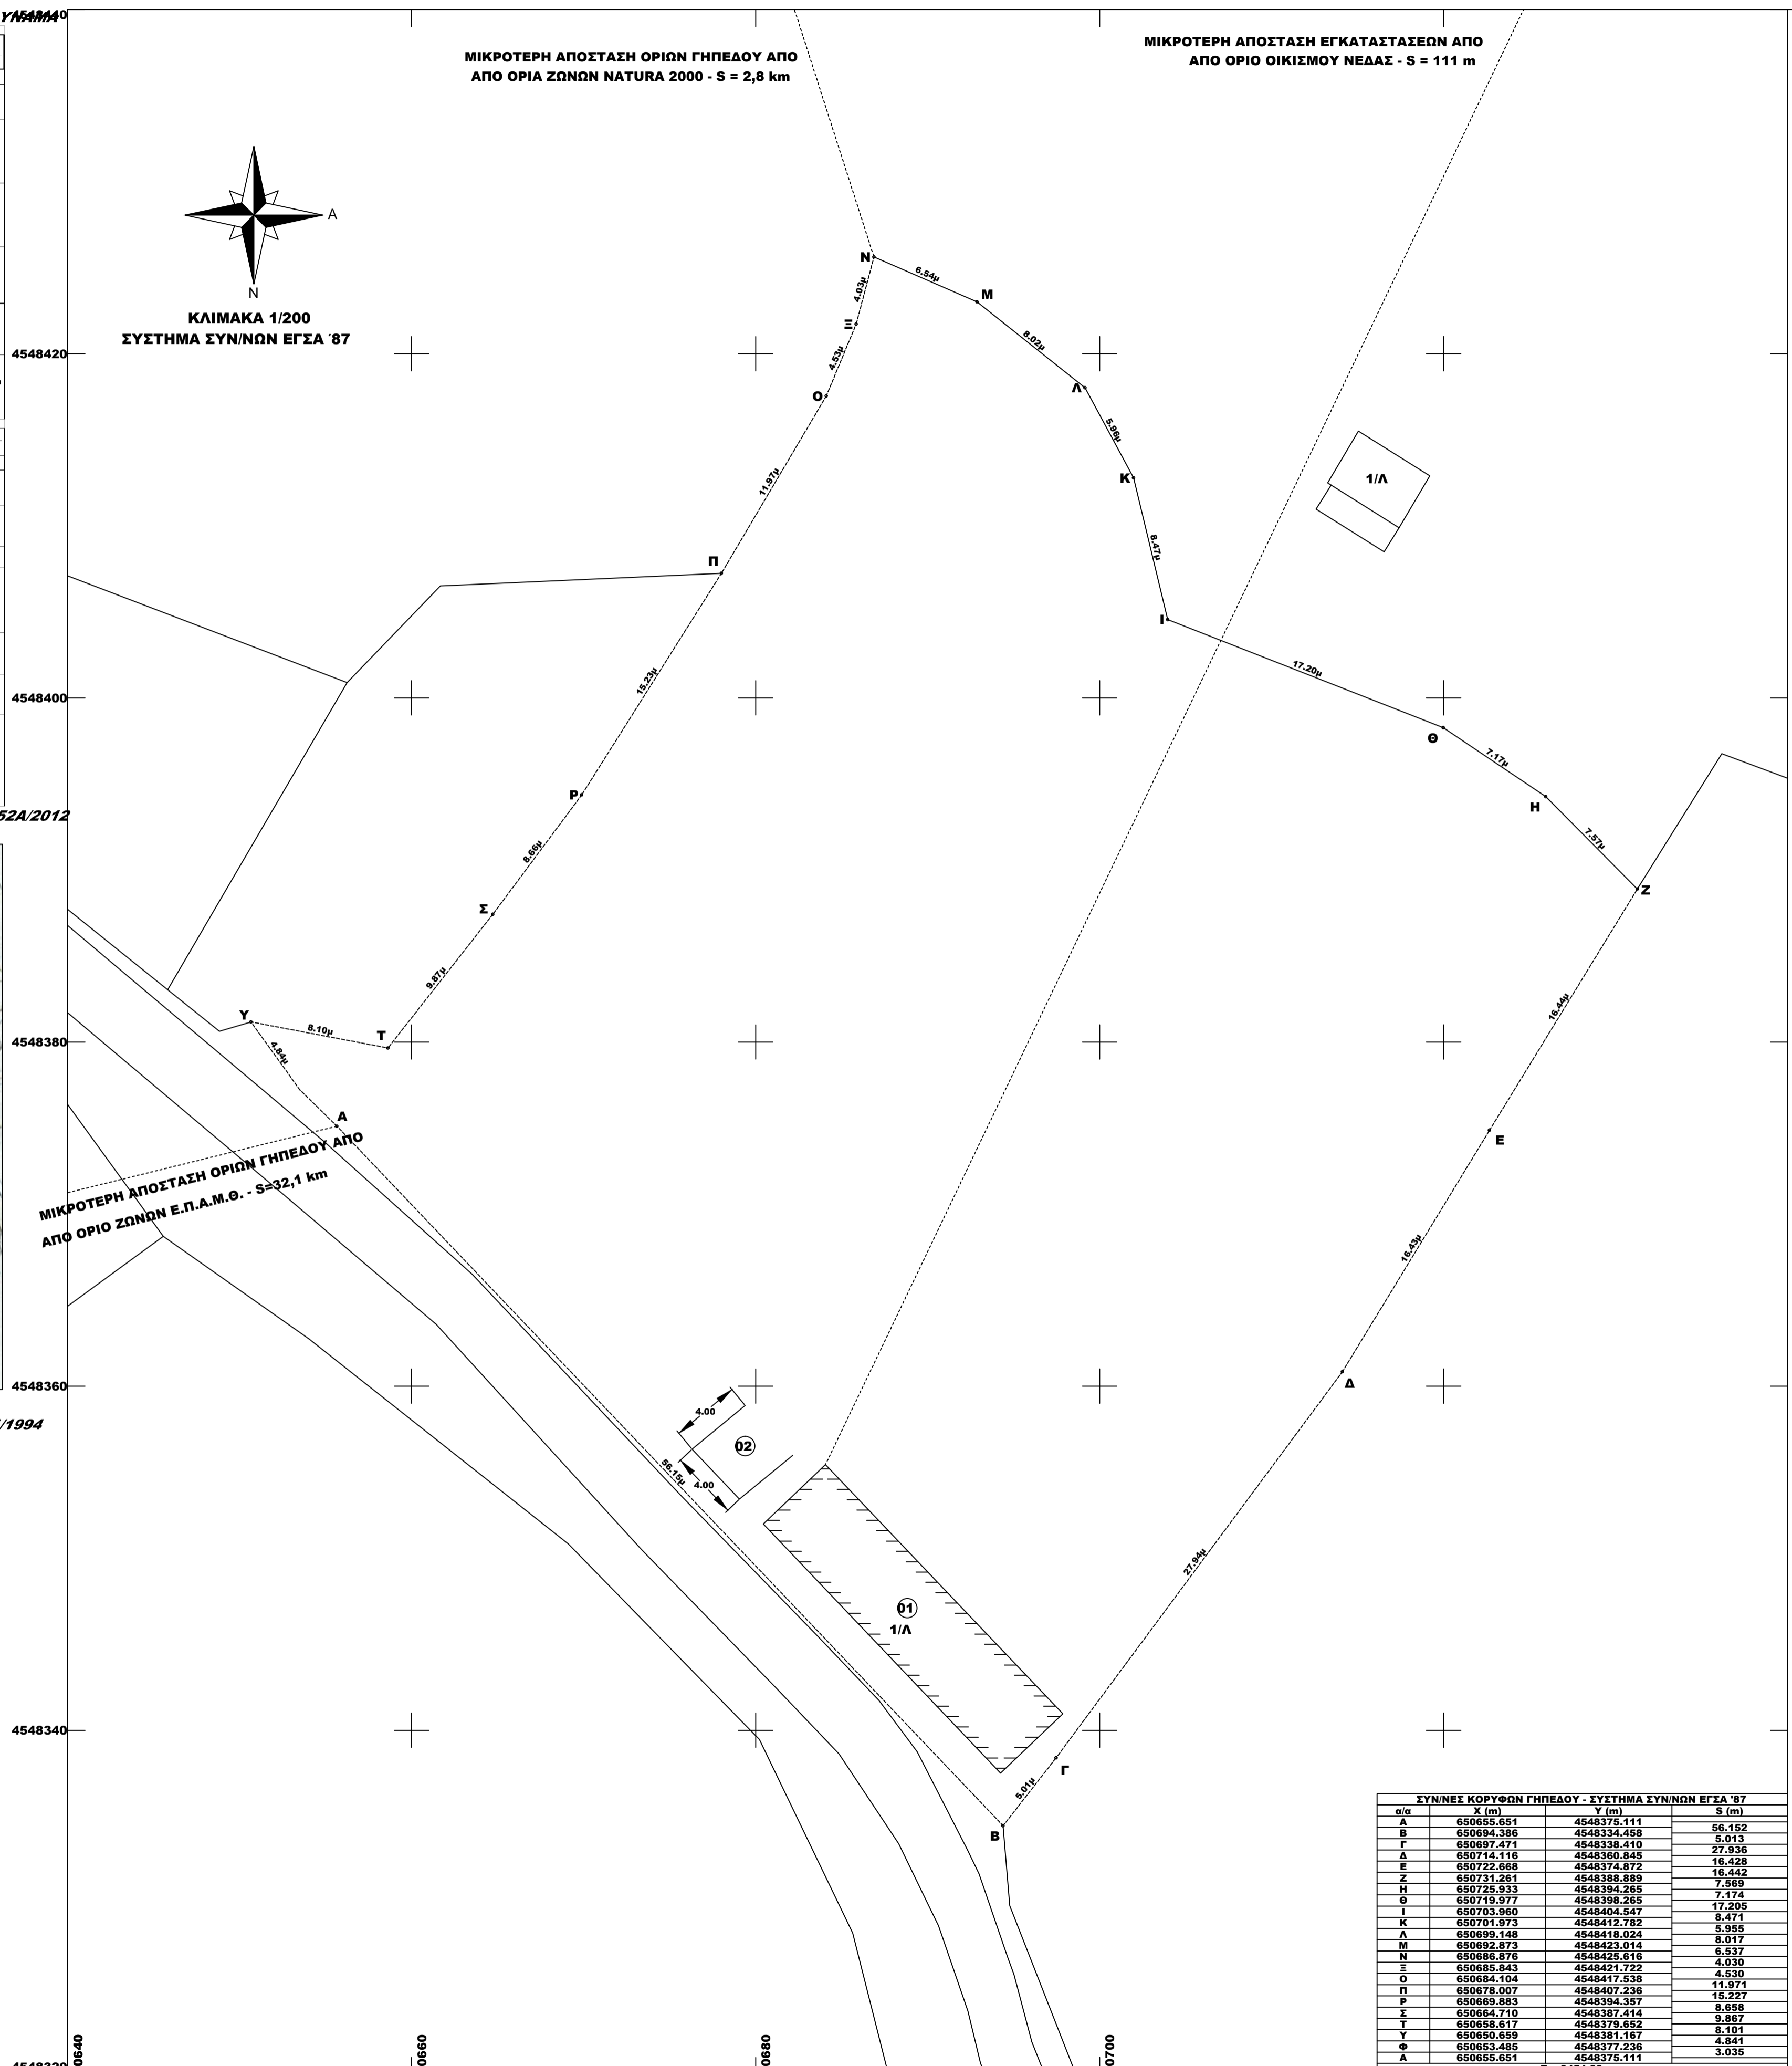 ΥΝΑΜΑ
4548440
ΜΙΚΡΟΤΕΡΗ ΑΠΟΣΤΑΣΗ ΟΡΙΩΝ ΓΗΠΕΔΟΥ ΑΠΟ
ΑΠΟ ΟΡΙΑ ΖΩΝΩΝ NATURA 2000 - S = 2,8 km
ΜΙΚΡΟΤΕΡΗ ΑΠΟΣΤΑΣΗ ΕΓΚΑΤΑΣΤΑΣΕΩΝ ΑΠΟ
ΑΠΟ ΟΡΙΟ ΟΙΚΙΣΜΟΥ ΝΕΔΑΣ - S = 111 m
Α
Ν
ΚΛΙΜΑΚΑ 1/200
ΣΥΣΤΗΜΑ ΣΥΝ/ΝΩΝ ΕΓΣΑ ΄87
Ν
6.54μ
Μ
4.03μ
Ξ
8.02μ
4548420
4.53μ
Ο
Λ
5.96μ
Κ
1/Λ
11.97μ
8.47μ
Π
Ι
15.23μ
17.20μ
4548400
Θ
7.17μ
Ρ
Η
52Α/2012
7.57μ
8.66μ
Ζ
Σ
9.87μ
16.44μ
Υ
8.10μ
Τ
4548380
4.84μ
Α
Ε
ΜΙΚΡΟΤΕΡΗ ΑΠΟΣΤΑΣΗ ΟΡΙΩΝ ΓΗΠΕΔΟΥ ΑΠΟ
ΑΠΟ ΟΡΙΟ ΖΩΝΩΝ Ε.Π.Α.Μ.Θ. - S=32,1 km
16.43μ
4548360
Δ
4.00
/1994
02
56.15μ
4.00
27.94μ
01
1/Λ
4548340
Γ
5.01μ
Β
ΣΥΝ/ΝΕΣ ΚΟΡΥΦΩΝ ΓΗΠΕΔΟΥ - ΣΥΣΤΗΜΑ ΣΥΝ/ΝΩΝ ΕΓΣΑ '87
α/α X (m) Y (m) S (m)
Α 650655.651 4548375.111
56.152
Β 650694.386 4548334.458
5.013
Γ 650697.471 4548338.410
27.936
Δ 650714.116 4548360.845
16.428
Ε 650722.668 4548374.872
16.442
Ζ 650731.261 4548388.889
7.569
Η 650725.933 4548394.265
7.174
Θ 650719.977 4548398.265
17.205
Ι 650703.960 4548404.547
8.471
Κ 650701.973 4548412.782
5.955
Λ 650699.148 4548418.024
8.017
Μ 650692.873 4548423.014
6.537
Ν 650686.876 4548425.616
4.030
Ξ 650685.843 4548421.722
4.530
Ο 650684.104 4548417.538
11.971
Π 650678.007 4548407.236
15.227
Ρ 650669.883 4548394.357
8.658
Σ 650664.710 4548387.414
9.867
Τ 650658.617 4548379.652
8.101
Υ 650650.659 4548381.167
4.841
Φ 650653.485 4548377.236
3.035
Α 650655.651 4548375.111
0640
0660
0680
0700